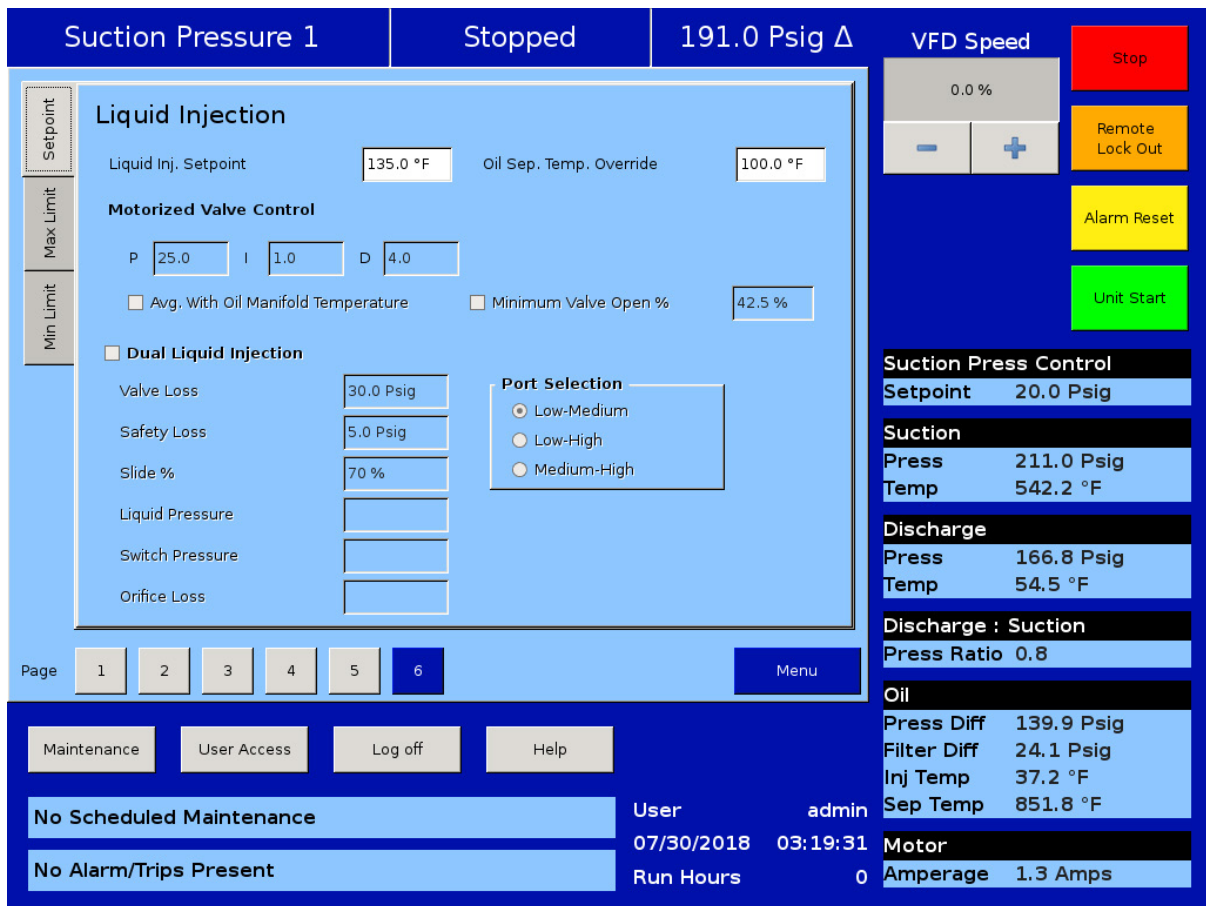 Suction Pressure 1 Stopped 191.0 Psig Δ
VFD Speed
0.0 %
Stop
Remote
Lock Out
Alarm Reset
Unit Start
Setpoint
Max Limit
Min Limit
Liquid Injection
Liquid Inj. Setpoint 135.0 °F Oil Sep. Temp. Override 100.0 °F
Motorized Valve Control
P 25.0 I 1.0 D 4.0
Avg. With Oil Manifold Temperature Minimum Valve Open % 42.5 %
Dual Liquid Injection
Valve Loss 30.0 Psig
Safety Loss 5.0 Psig
Slide % 70 %
Liquid Pressure
Switch Pressure
Orifice Loss
Port Selection
Low-Medium
Low-High
Medium-High
Page 1 2 3 4 5 6 Menu
Maintenance User Access Log off Help
No Scheduled Maintenance
No Alarm/Trips Present
User admin
07/30/2018 03:19:31
Run Hours 0
Suction Press Control
Setpoint 20.0 Psig
Suction
Press 211.0 Psig
Temp 542.2 °F
Discharge
Press 166.8 Psig
Temp 54.5 °F
Discharge : Suction
Press Ratio 0.8
Oil
Press Diff 139.9 Psig
Filter Diff 24.1 Psig
Inj Temp 37.2 °F
Sep Temp 851.8 °F
Motor
Amperage 1.3 Amps